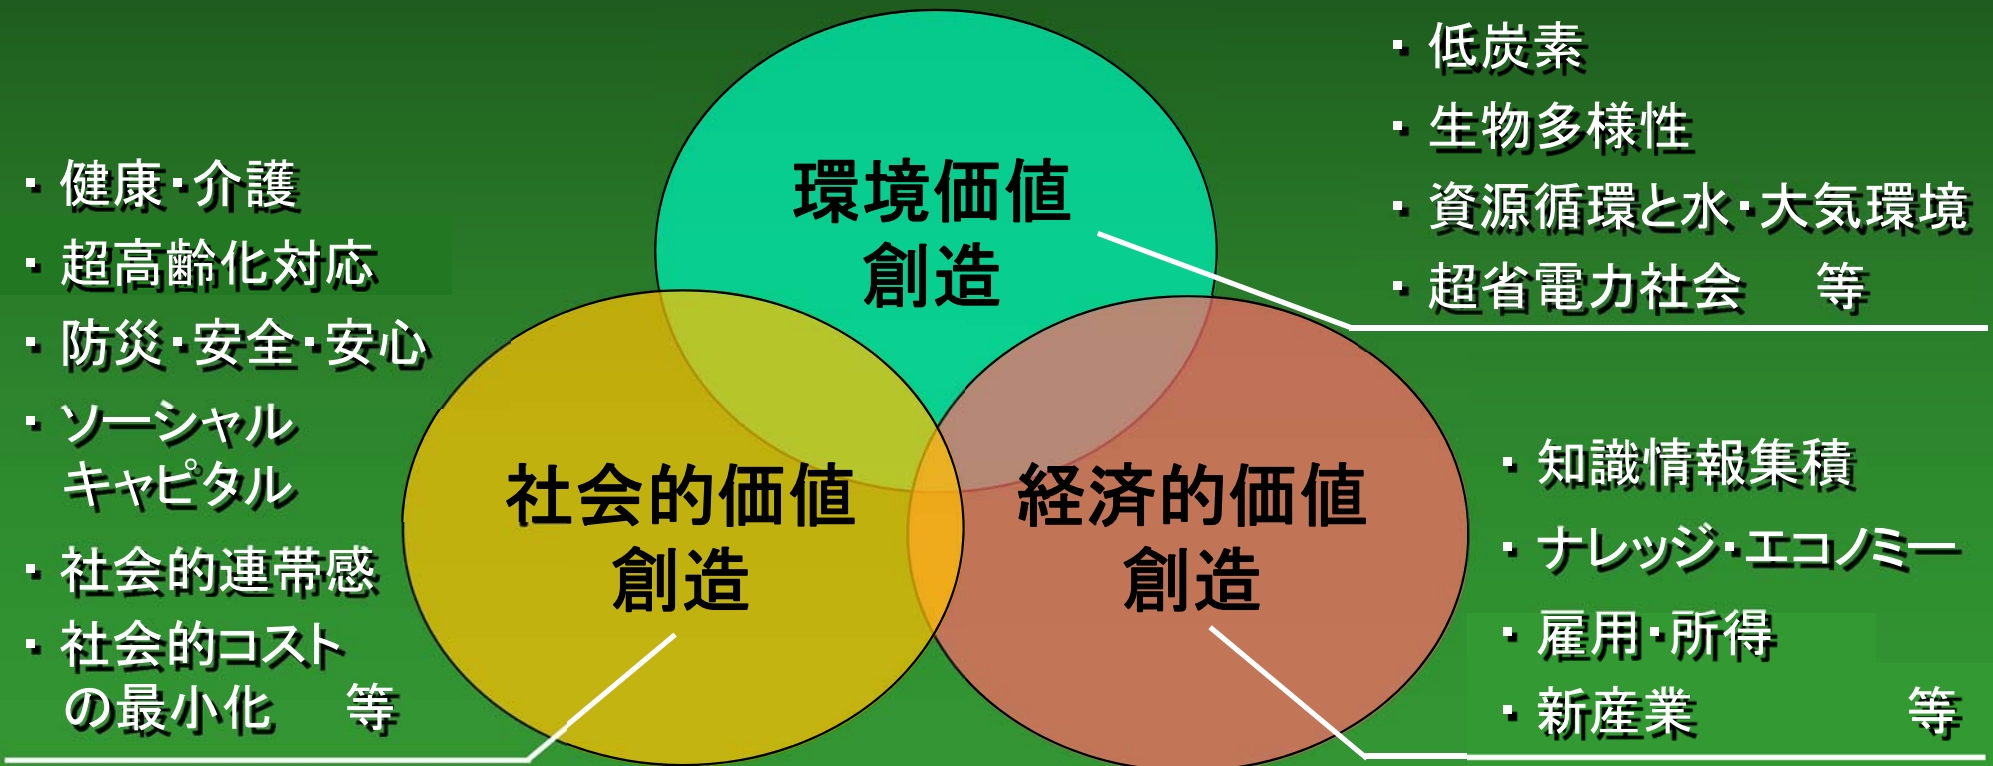 ・健康・介護
・超高齢化対応
・防災・安全・安心
・ソーシャル
キャピタル
・社会的連帯感
・社会的コスト
の最小化　等
環境価値
創造
社会的価値
創造
経済的価値
創造
・低炭素
・生物多様性
・資源循環と水・大気環境
・超省電力社会　等
・知識情報集積
・ナレッジ・エコノミー
・雇用・所得
・新産業　等